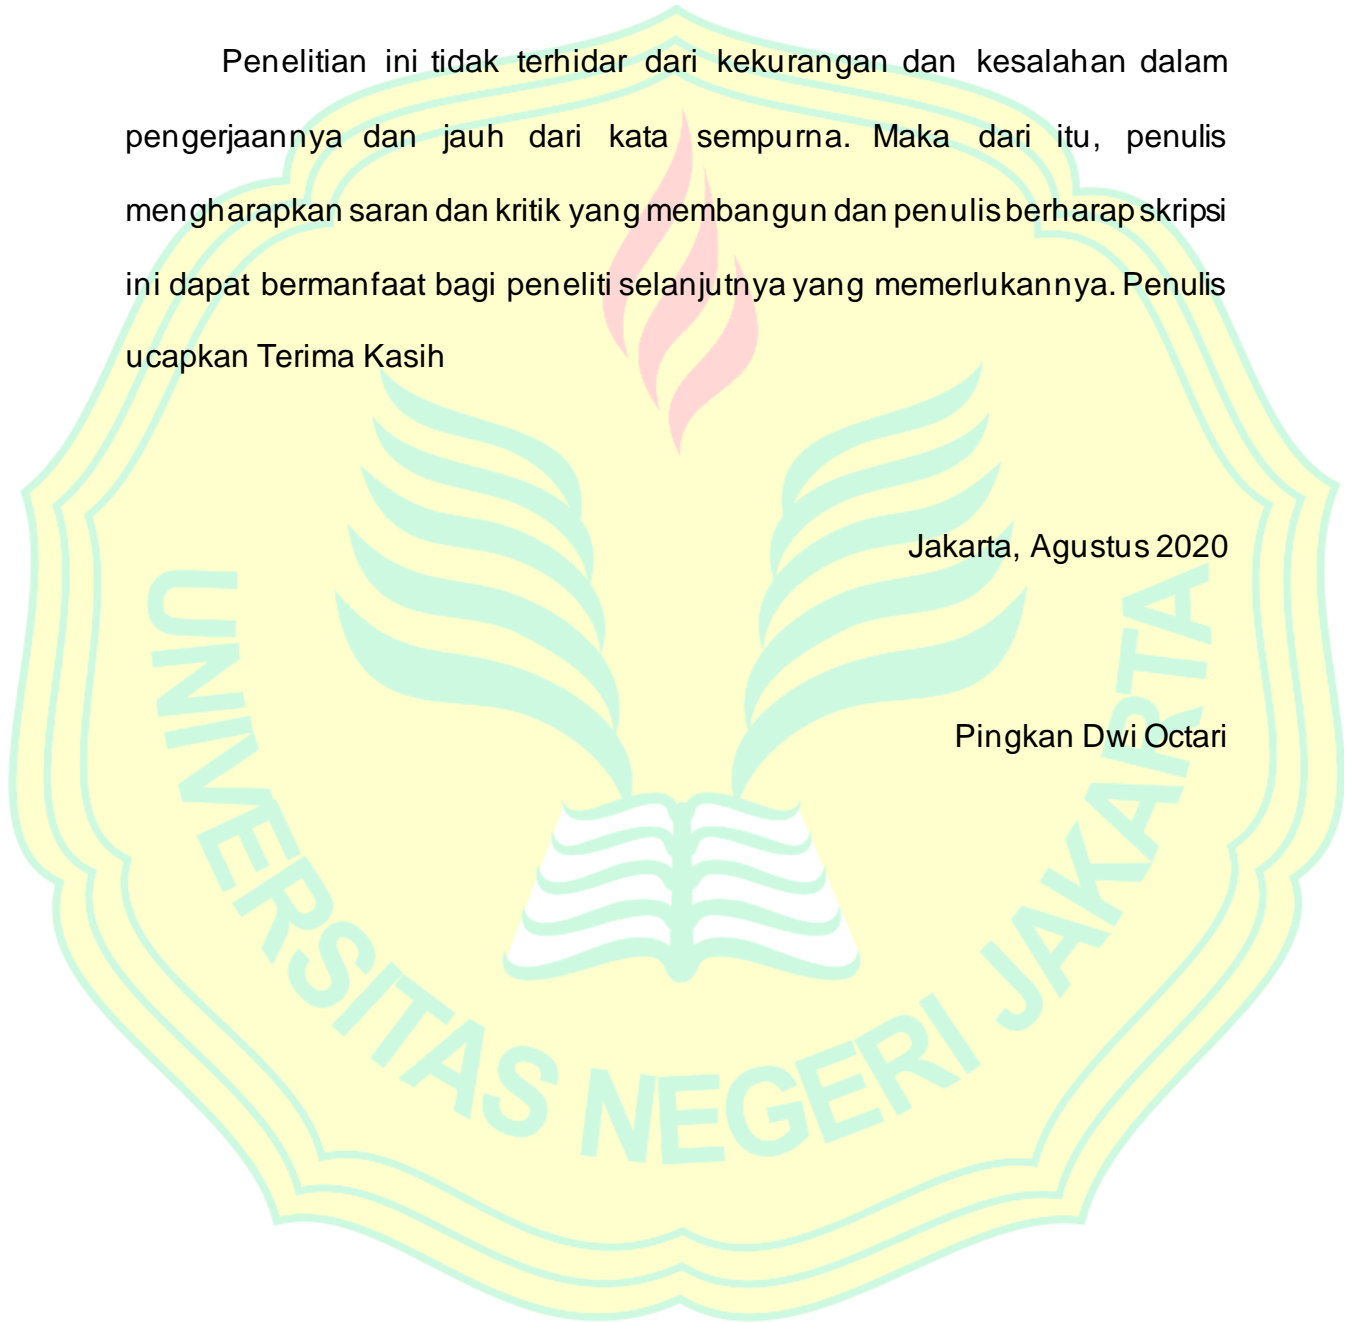 Penelitian ini tidak terhidar dari kekurangan dan kesalahan dalam
pengerjaannya dan jauh dari kata sempurna. Maka dari itu, penulis
mengharapkan saran dan kritik yang membangun dan penulis berharap skripsi
ini dapat bermanfaat bagi peneliti selanjutnya yang memerlukannya. Penulis
ucapkan Terima Kasih
Jakarta, Agustus 2020
Pingkan Dwi Octari
UNIVERSITAS NEGERI JAKARTA